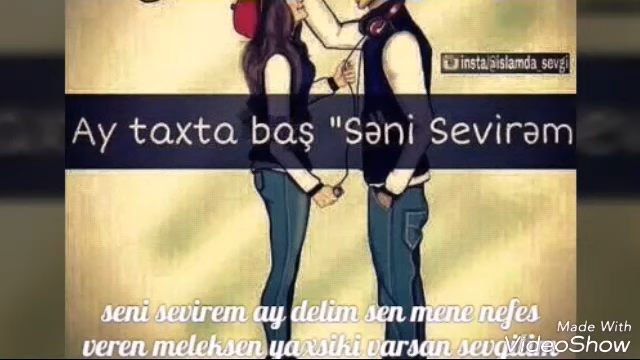 insta/@islamda_sevgi
Ay taxta baş "Səni Sevirəm
seni sevirem ay delim sen mene nefes
veren meleksen yaxsiki varsan
Made With
VideoShow